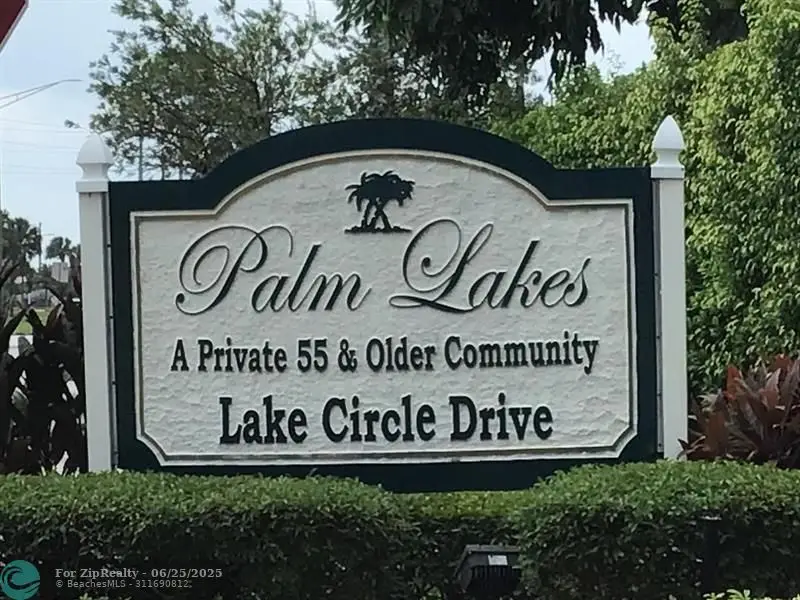 Palm Lakes
A Private 55 & Older Community
Lake Circle Drive
For ZipRealty - 06/25/2025
© BeachesMLS - 311690812